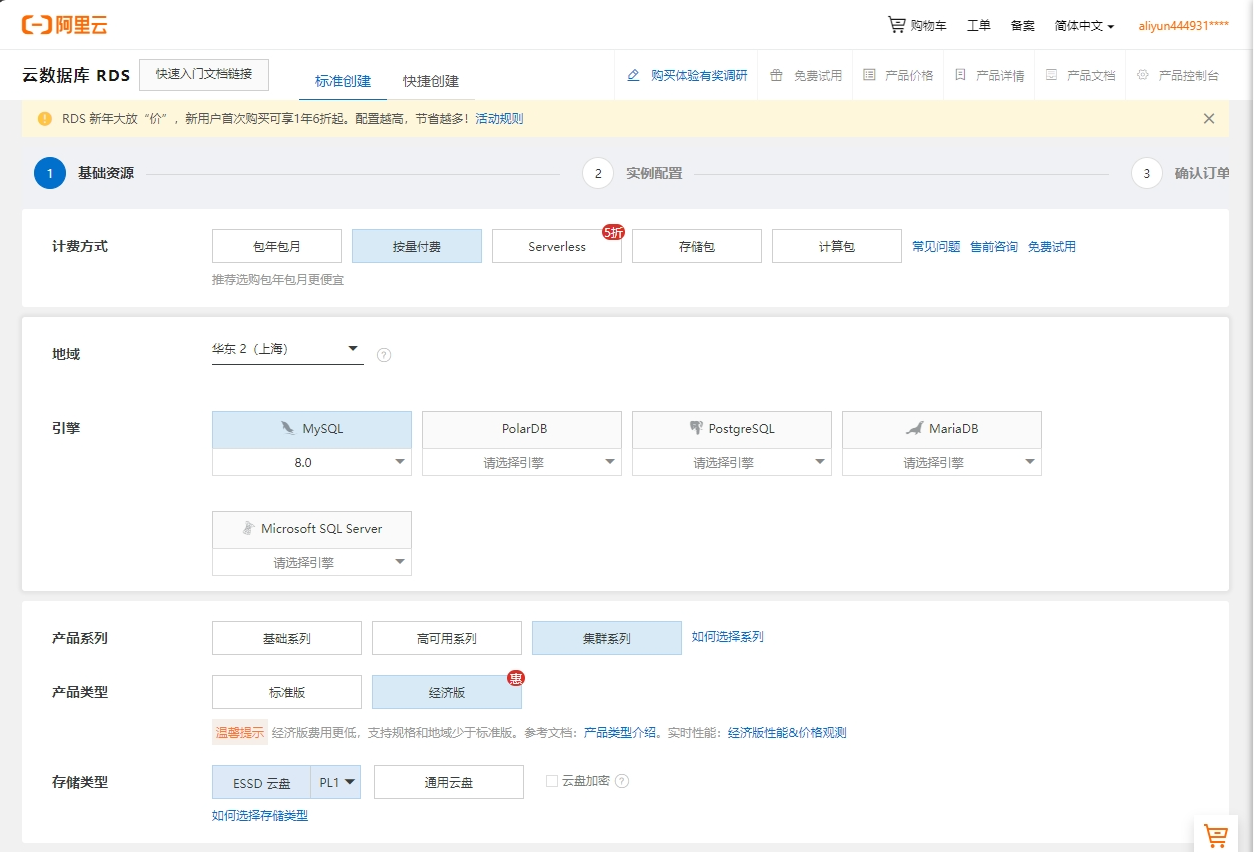 阿里云
购物车 工单 备案 简体中文 aliyun444931****
云数据库 RDS 快速入门文档链接 标准创建 快捷创建 购买体验有奖调研 免费试用 产品价格 产品详情 产品文档 产品控制台
RDS 新年大放“价”，新用户首次购买可享1年6折起。配置越高，节省越多！活动规则
1 基础资源 2 实例配置 3 确认订单
计费方式 包年包月 按量付费 Serverless 5折 存储包 计算包 常见问题 售前咨询 免费试用
推荐选购包年包月更便宜
地域 华东 2（上海） ?
引擎 MySQL PolarDB PostgreSQL MariaDB
8.0 请选择引擎 请选择引擎 请选择引擎
Microsoft SQL Server
请选择引擎
产品系列 基础系列 高可用系列 集群系列 如何选择系列
产品类型 标准版 经济版 惠
温馨提示 经济版费用更低，支持规格和地域少于标准版。参考文档：产品类型介绍。实时性能：经济版性能&价格观测
存储类型 ESSD 云盘 PL1 通用云盘 云盘加密 ?
如何选择存储类型